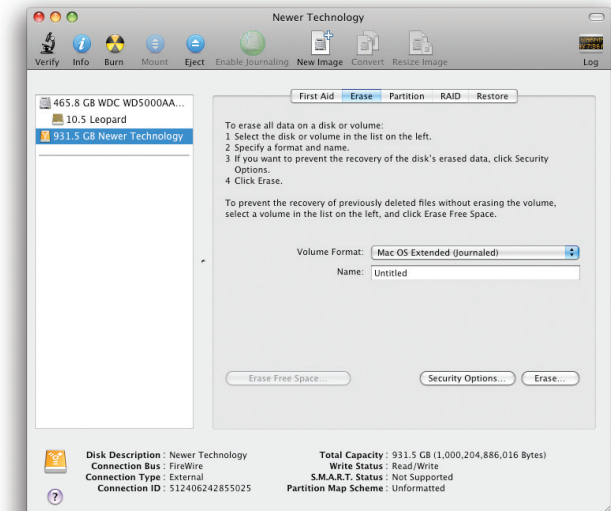 Newer Technology
Verify Info Burn Mount Eject Enable Journaling New Image Convert Resize Image Log
465.8 GB WDC WD5000AA...
10.5 Leopard
931.5 GB Newer Technology
First Aid Erase Partition RAID Restore
To erase all data on a disk or volume:
1 Select the disk or volume in the list on the left.
2 Specify a format and name.
3 If you want to prevent the recovery of the disk's erased data, click Security
Options.
4 Click Erase.
To prevent the recovery of previously deleted files without erasing the volume,
select a volume in the list on the left, and click Erase Free Space.
Volume Format: Mac OS Extended (Journaled)
Name: Untitled
Erase Free Space... Security Options... Erase...
Disk Description : Newer Technology
Connection Bus : FireWire
Connection Type : External
Connection ID : 512406242855025
Total Capacity : 931.5 GB (1,000,204,886,016 Bytes)
Write Status : Read/Write
S.M.A.R.T. Status : Not Supported
Partition Map Scheme : Unformatted
?